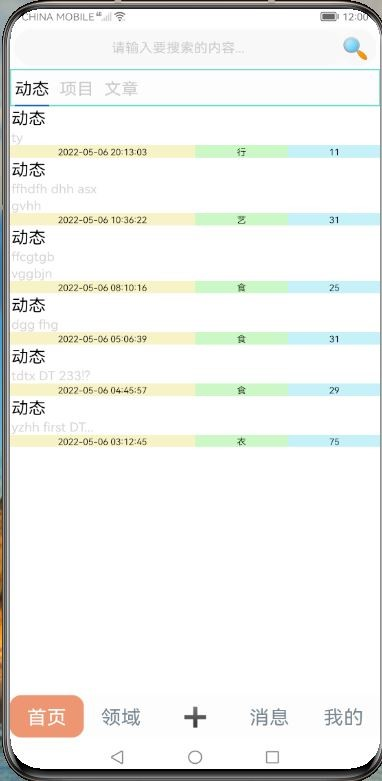 CHINA MOBILE 12:00
请输入要搜索的内容...
动态 项目 文章
动态
ty
2022-05-06 20:13:03 行 11
动态
ffhdfh dhh asx
gvhh
2022-05-06 10:36:22 艺 31
动态
ffcgtgb
vggbjn
2022-05-06 08:10:16 食 25
动态
dgg fhg
2022-05-06 05:06:39 食 31
动态
tdtx DT 233!?
2022-05-06 04:45:57 食 29
动态
yzhh first DT...
2022-05-06 03:12:45 衣 75
首页 领域 + 消息 我的